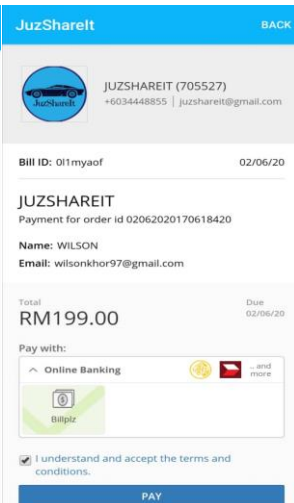 JuzShareIt BACK
JuzShareIt
JUZSHAREIT (705527)
+6034448855 | juzshareit@gmail.com
Bill ID: 0l1myaof 02/06/20
JUZSHAREIT
Payment for order id 02062020170618420
Name: WILSON
Email: wilsonkhor97@gmail.com
Total Due
RM199.00 02/06/20
Pay with:
Online Banking .. and more
Billplz
I understand and accept the terms and
conditions.
PAY